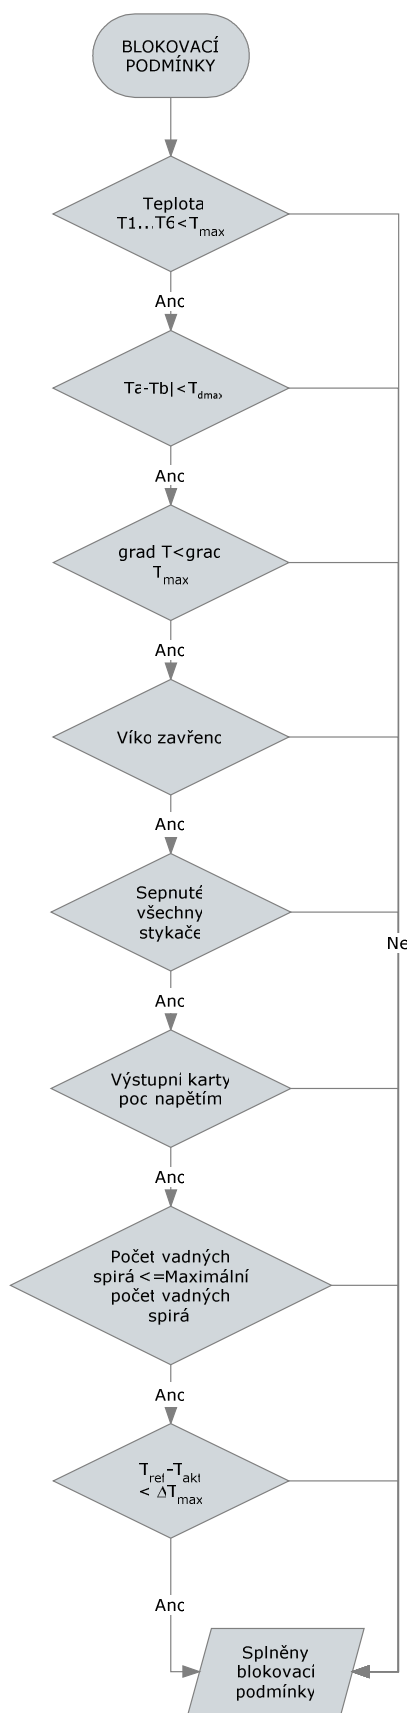 BLOKOVACÍ
PODMÍNKY
Teplota
T1...T6<Tmax
Ano
Ta-Tb|<Tdmax
Ano
grad T<grad
Tmax
Ano
Víko zavřeno
Ano
Sepnuté
všechny
stykače
Ne
Ano
Výstupní karty
pod napětím
Ano
Počet vadných
spirá <=Maximální
počet vadných
spirá
Ano
Tref-Takt
< ΔTmax
Ano
Splněny
blokovací
podmínky